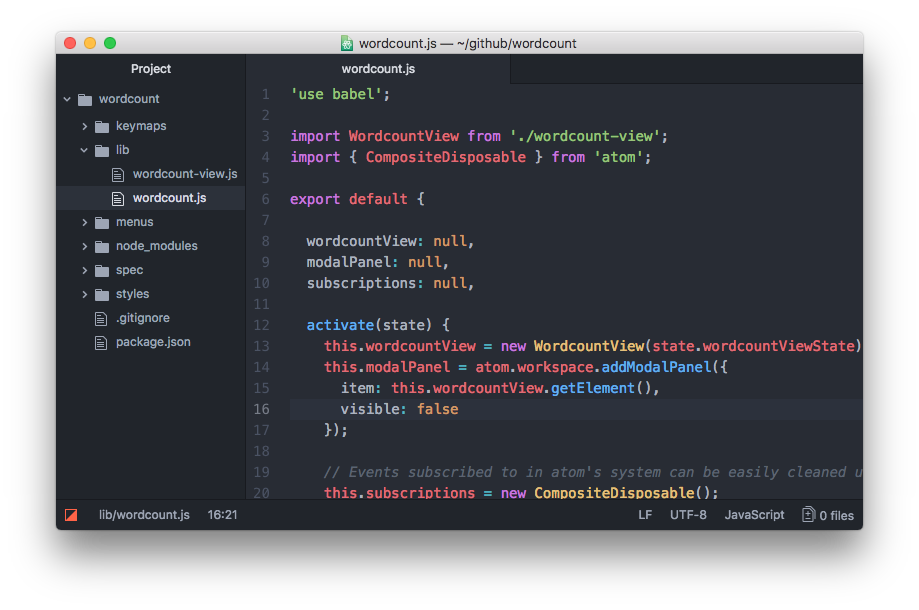 wordcount.js — ~/github/wordcount
Project
wordcount
keymaps
lib
wordcount-view.js
wordcount.js
menus
node_modules
spec
styles
.gitignore
package.json
wordcount.js
1 'use babel';
2
3 import WordcountView from './wordcount-view';
4 import { CompositeDisposable } from 'atom';
5
6 export default {
7
8 wordcountView: null,
9 modalPanel: null,
10 subscriptions: null,
11
12 activate(state) {
13 this.wordcountView = new WordcountView(state.wordcountViewState)
14 this.modalPanel = atom.workspace.addModalPanel({
15 item: this.wordcountView.getElement(),
16 visible: false
17 });
18
19 // Events subscribed to in atom's system can be easily cleaned u
20 this.subscriptions = new CompositeDisposable();
lib/wordcount.js 16:21 LF UTF-8 JavaScript 0 files